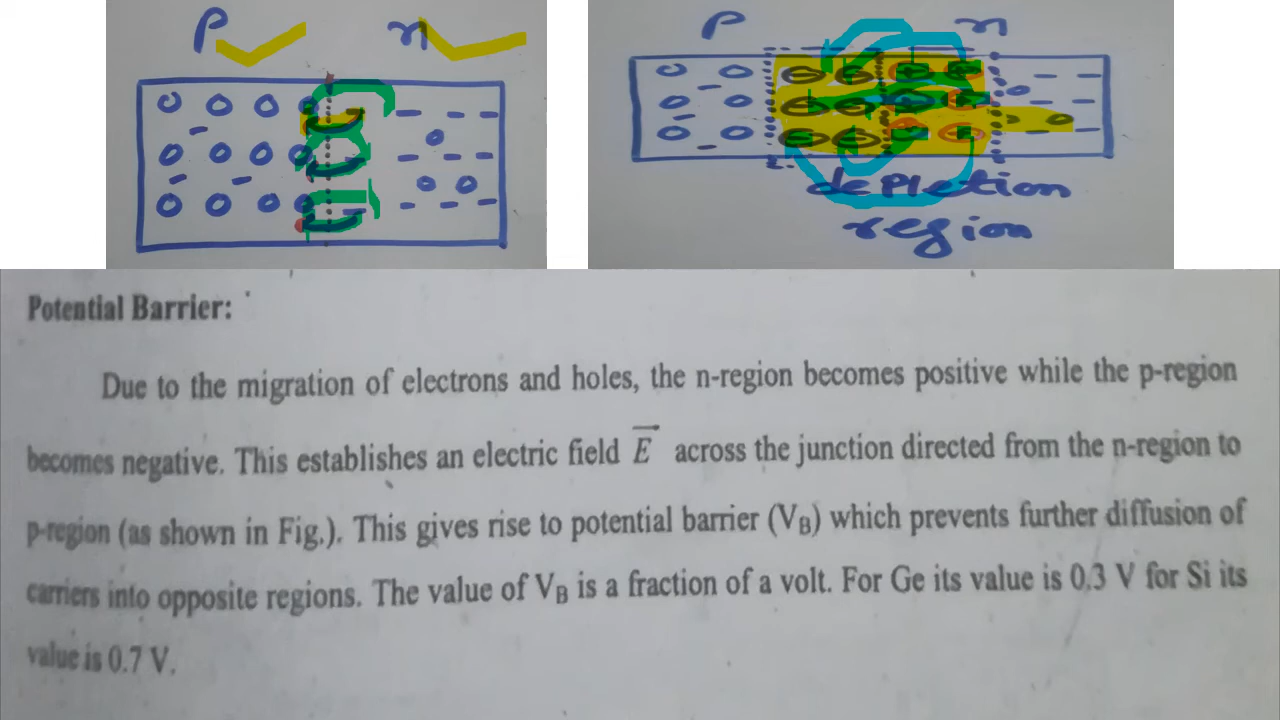 p n
p n
depletion
region
Potential Barrier:
Due to the migration of electrons and holes, the n-region becomes positive while the p-region
becomes negative. This establishes an electric field E⃗ across the junction directed from the n-region to
p-region (as shown in Fig.). This gives rise to potential barrier (V_B) which prevents further diffusion of
carriers into opposite regions. The value of V_B is a fraction of a volt. For Ge its value is 0.3 V for Si its
value is 0.7 V.